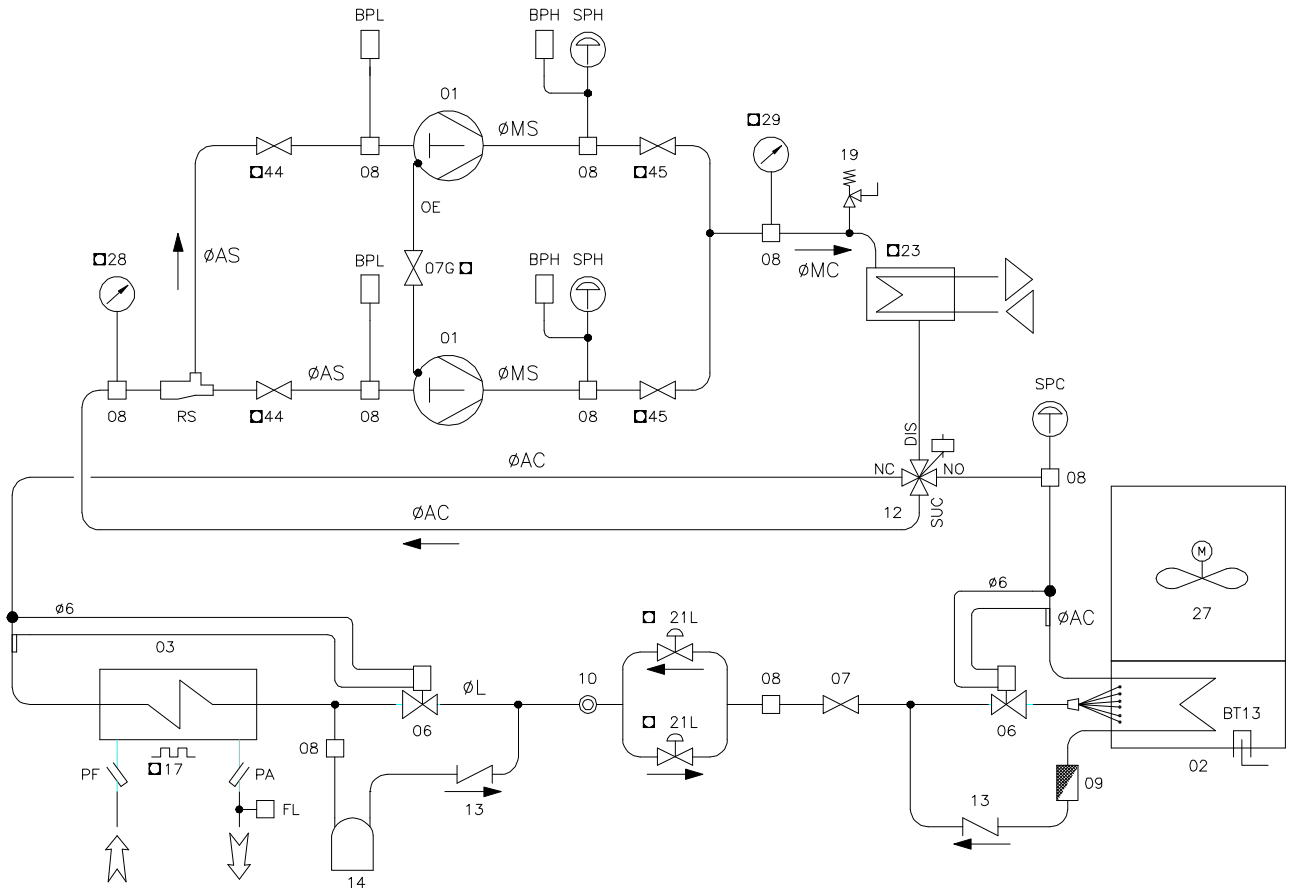 BPL
BPH SPH
01
øMS
◘29
◘44
08
08
◘45
19
OE
øAS
◘28
BPL
07G ◘
BPH SPH
08
øMC
◘23
01
øAS
øMS
08
RS
◘44
08
08
◘45
SPC
DIS
øAC
NC
NO
08
øAC
12
SUC
M
ø6
ø6
27
øAC
03
◘ 21L
øL
10
08
07
◘ 21L
BT13
08
06
06
PF
◘17
PA
02
09
FL
13
13
14